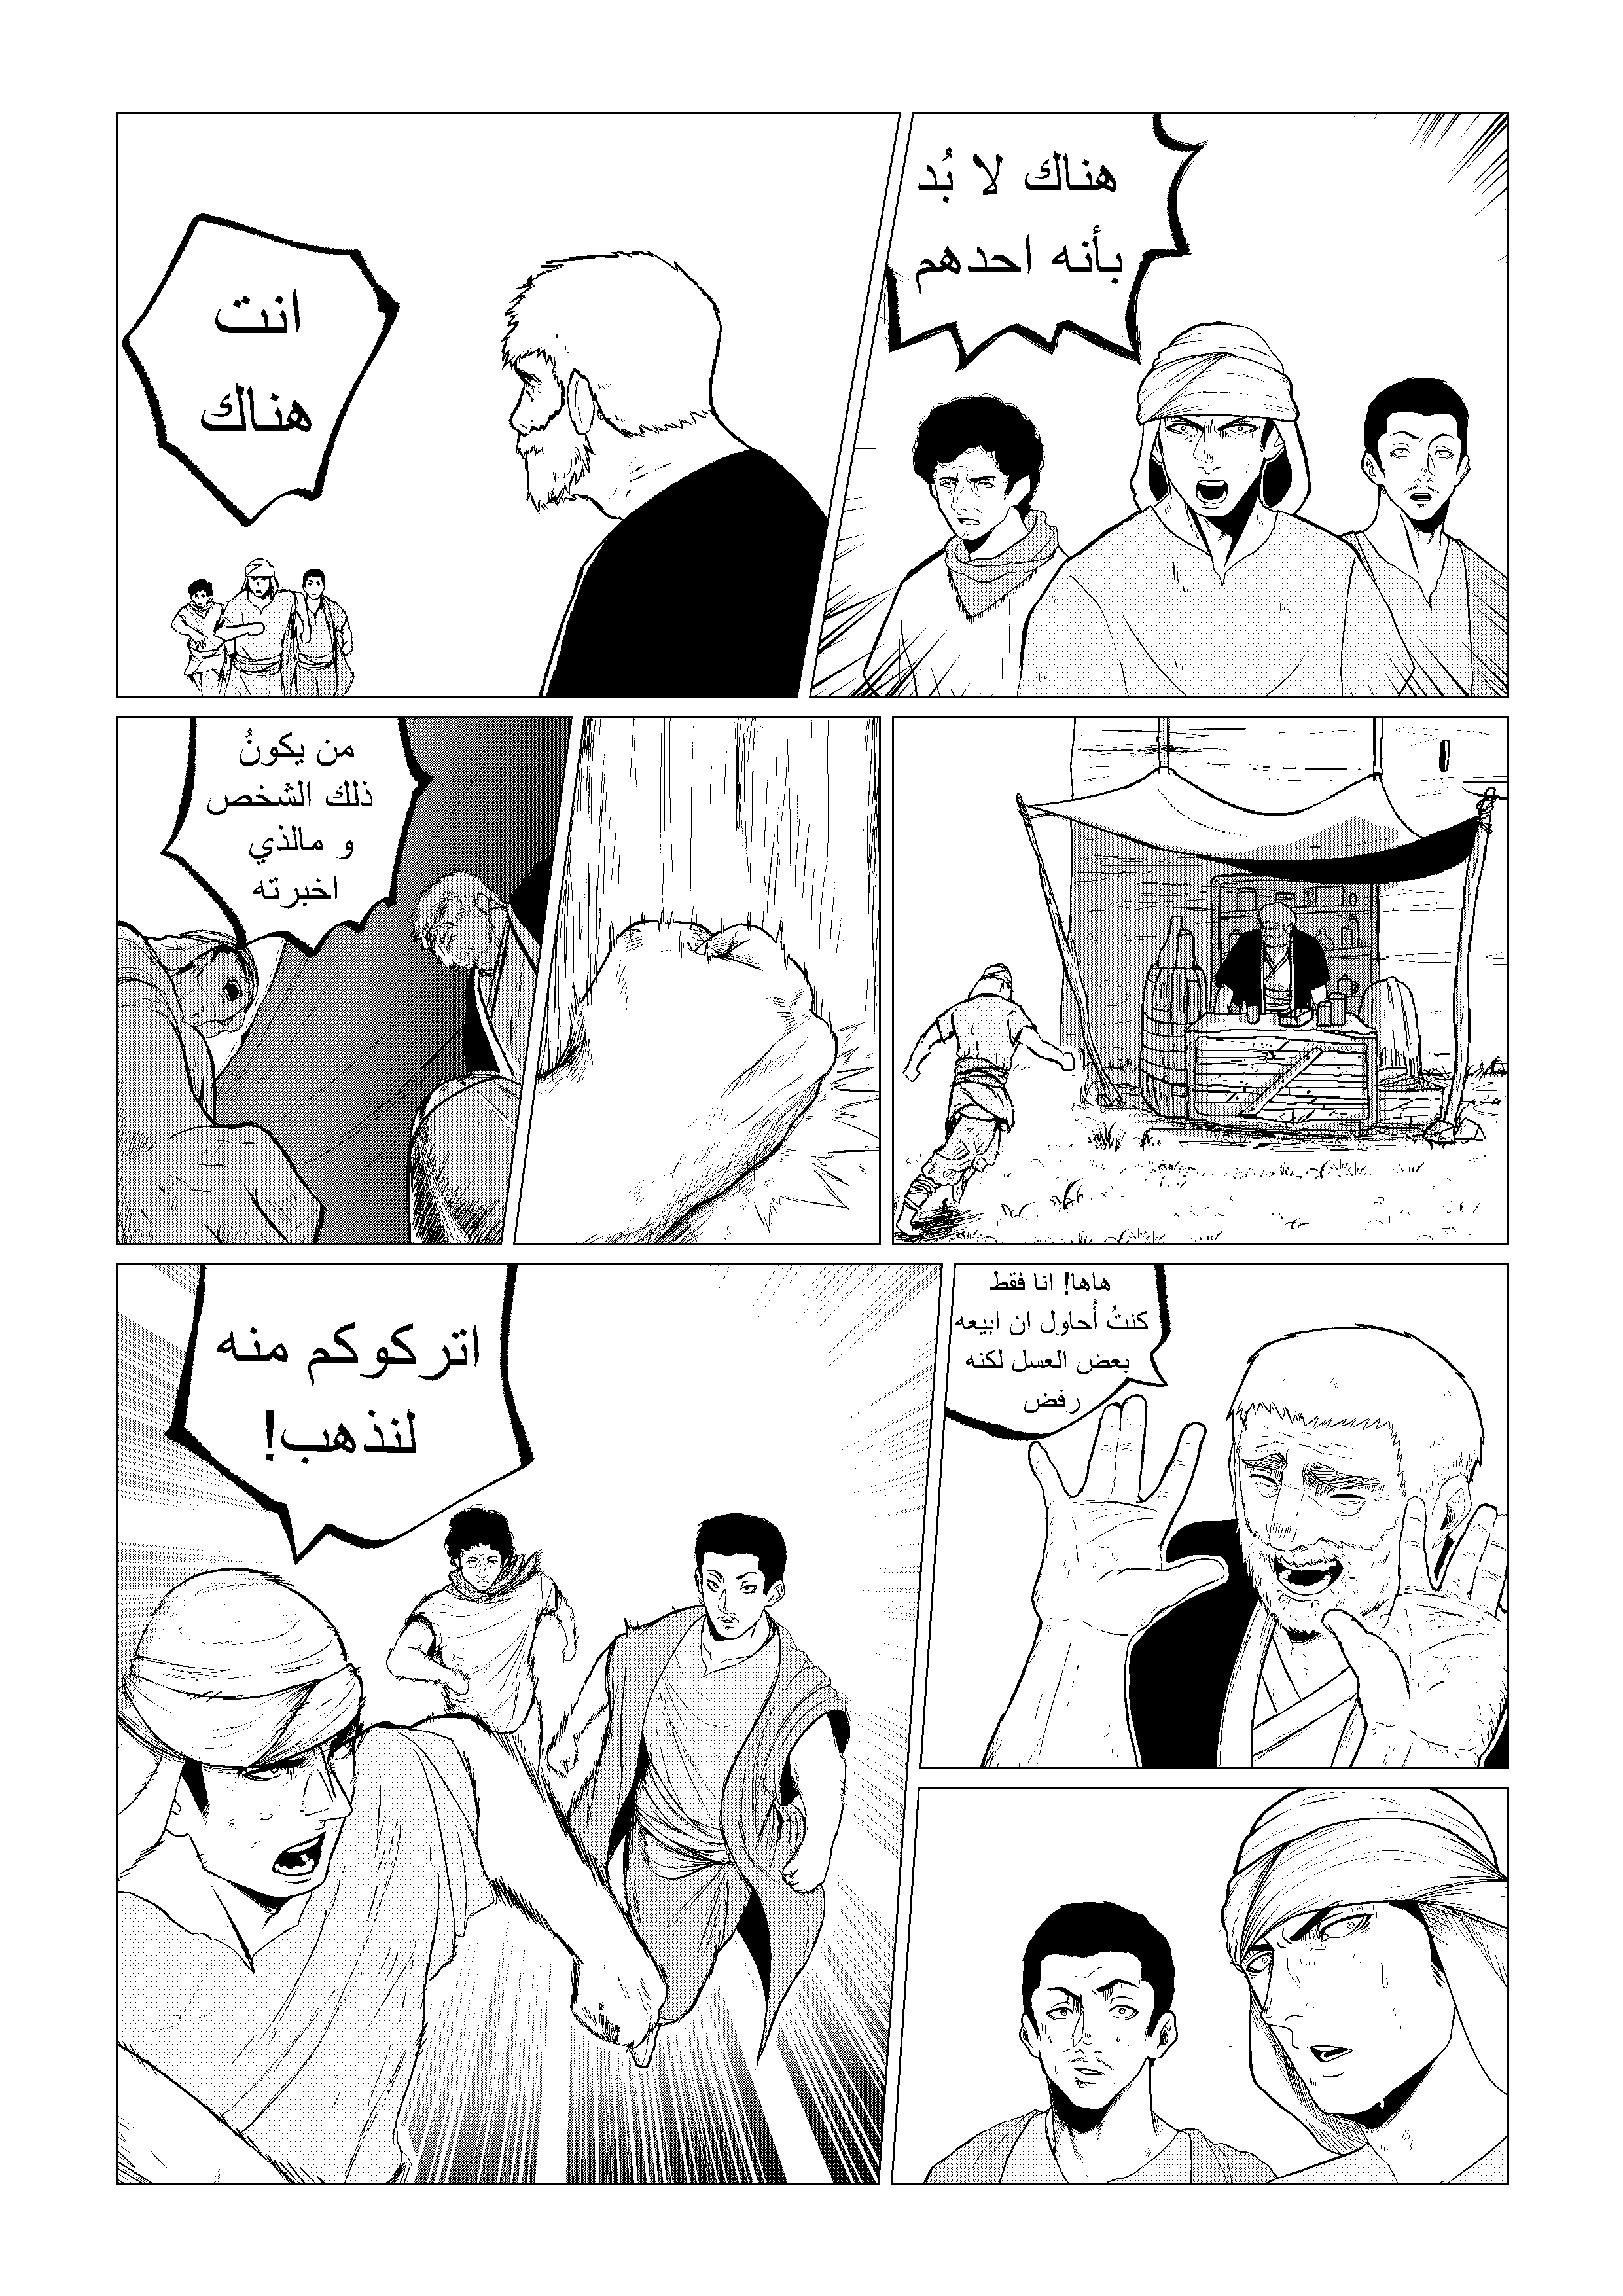 هناك لا بُد
بأنه احدهم
انت
هناك
من يكونُ
ذلك الشخص
و مالذي
اخبرته
هاها! انا فقط
كنتُ أُحاول ان ابيعه
بعض العسل لكنه
رفض
اتركوكم منه
لنذهب!